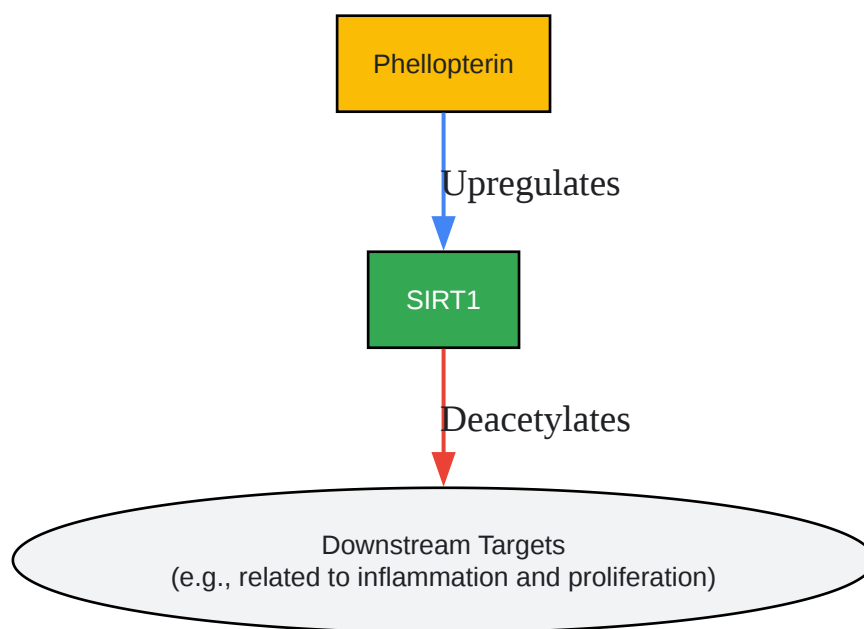 Phellopterin
Upregulates
SIRT1
Deacetylates
Downstream Targets
(e.g., related to inflammation and proliferation)